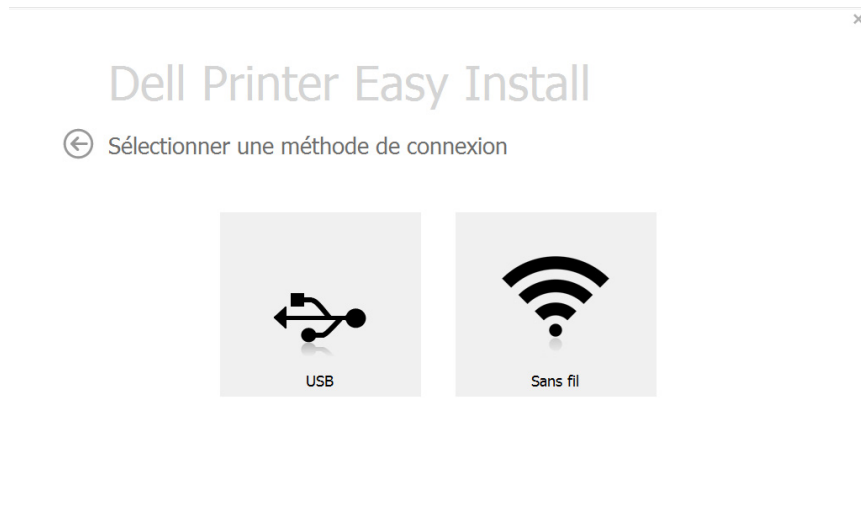 Dell Printer Easy Install
Sélectionner une méthode de connexion
USB
Sans fil